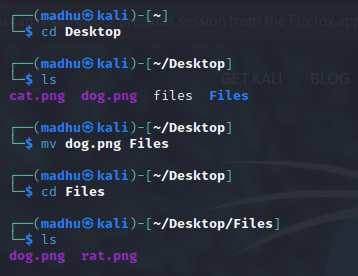 session from the Firefox ap
┌──(madhu㉿kali)-[~]
└─$ cd Desktop
┌──(madhu㉿kali)-[~/Desktop]
└─$ ls
GET KALI BLOG
cat.png dog.png files Files
┌──(madhu㉿kali)-[~/Desktop]
└─$ mv dog.png Files
┌──(madhu㉿kali)-[~/Desktop]
└─$ cd Files
┌──(madhu㉿kali)-[~/Desktop/Files]
└─$ ls
dog.png rat.png